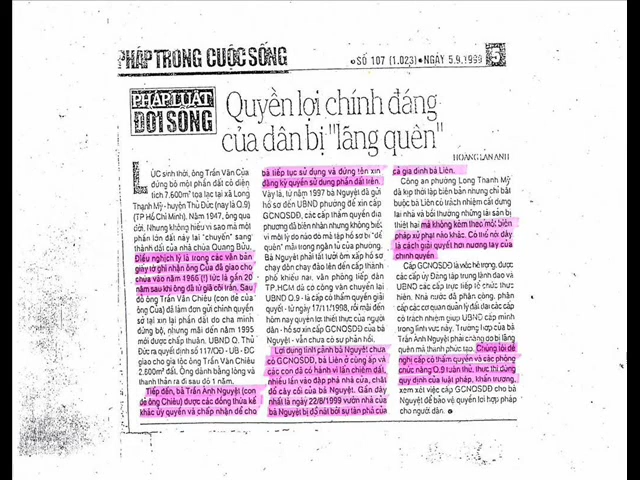 PHÁP TRONG CUỘC SỐNG
SỐ 107 (1.023) • NGÀY 5.9.1999
5
PHÁP LUẬT
ĐỜI SỐNG
Quyền lợi chính đáng
của dân bị "lãng quên"
HOÀNG LAN ANH
LÚC sinh thời, ông Trần Văn Của
đứng bộ một phần đất có diện
tích 7.600m² tọa lạc tại xã Long
Thạnh Mỹ - huyện Thủ Đức (nay là Q.9)
(TP Hồ Chí Minh). Năm 1947, ông qua
đời. Nhưng không hiểu vì sao mà một
phần lớn đất này lại "chuyển" sang
thành đất của nhà chùa Quang Bửu.
Điều nghịch lý là trong các văn bản
giấy tờ ghi nhận ông Của đã giao cho
chùa vào năm 1966 (!) tức là gần 20
năm sau khi ông đã từ giã cõi trần. Sau
đó ông Trần Văn Chiêu (con đẻ của
ông Của) đã làm đơn gửi chính quyền
sở tại xin lại phần đất do cha mình
đứng bộ, nhưng mãi đến năm 1995
mới được chấp thuận. UBND Q. Thủ
Đức ra quyết định số 117/QĐ - UB - ĐC
giao cho gia tộc ông Trần Văn Chiêu
2.800m² đất. Ông đành bằng lòng và
thanh thản ra đi sau đó 1 năm.
Tiếp đến, bà Trần Ánh Nguyệt (con
đẻ ông Chiêu) được các đồng thừa kế
khác ủy quyền và chấp nhận để cho
bà tiếp tục sử dụng và đứng tên xin
đăng ký quyền sử dụng phần đất trên.
Vậy là, từ năm 1997 bà Nguyệt đã gửi
hồ sơ đến UBND phường để xin cấp
GCNQSDĐ, các cấp thẩm quyền địa
phương đã biên nhận nhưng không biết
vì một lý do nào đó mà hồ sơ bị "để
quên" mãi trong ngăn tủ của phường.
Bà Nguyệt phải tất tưởi ôm xấp hồ sơ
chạy đôn chạy đáo lên đến cấp thành
phố khiếu nại, văn phòng tiếp dân
TP.HCM đã có công văn chuyển lại
UBND Q.9 - là cấp có thẩm quyền giải
quyết - từ ngày 17/11/1998, rồi mãi đến
hôm nay quyền lợi thiết thực của người
dân - hồ sơ xin cấp GCNQSDĐ của bà
Nguyệt - vẫn chưa có sự phản hồi.
Lợi dụng tình cảnh bà Nguyệt chưa
có GCNQSDĐ, bà Liên ở cùng ấp và
các con đã có hành vi lấn chiếm đất,
nhiều lần vào đập phá nhà cửa, chặt
đổ cây cối của bà Nguyệt. Gần đây
nhất là ngày 22/8/1999 vườn nhà của
bà Nguyệt bị đổ nát bởi sự tàn phá của
cả gia đình bà Liên.
Công an phường Long Thạnh Mỹ
đã kịp thời lập biên bản nhưng chỉ bắt
buộc bà Liên có trách nhiệm cất dựng
lại nhà và bồi thường những tài sản bị
thiệt hại mà không kèm theo một biện
pháp xử phạt nào khác. Có thể nói đây
là cách giải quyết hơi nương tay của
chính quyền.
Cấp GCNQSDĐ là việc hệ trọng, được
các cấp ủy Đảng tập trung lãnh đạo và
UBND các cấp trực tiếp tổ chức thực
hiện. Nhà nước đã phân công, phân
cấp các cơ quan quản lý đất đai các cấp
có trách nhiệm giúp UBND cấp mình
trong lĩnh vực này. Trường hợp của bà
Trần Ánh Nguyệt phải chăng do bị lãng
quên mà thành phức tạp. Chúng tôi đề
nghị cấp có thẩm quyền và các phòng
chức năng Q.9 tuân thủ, thực thi đúng
quy định của luật pháp, khẩn trương,
xem xét việc cấp GCNQSDĐ cho bà
Nguyệt để bảo vệ quyền lợi hợp pháp
cho người dân.